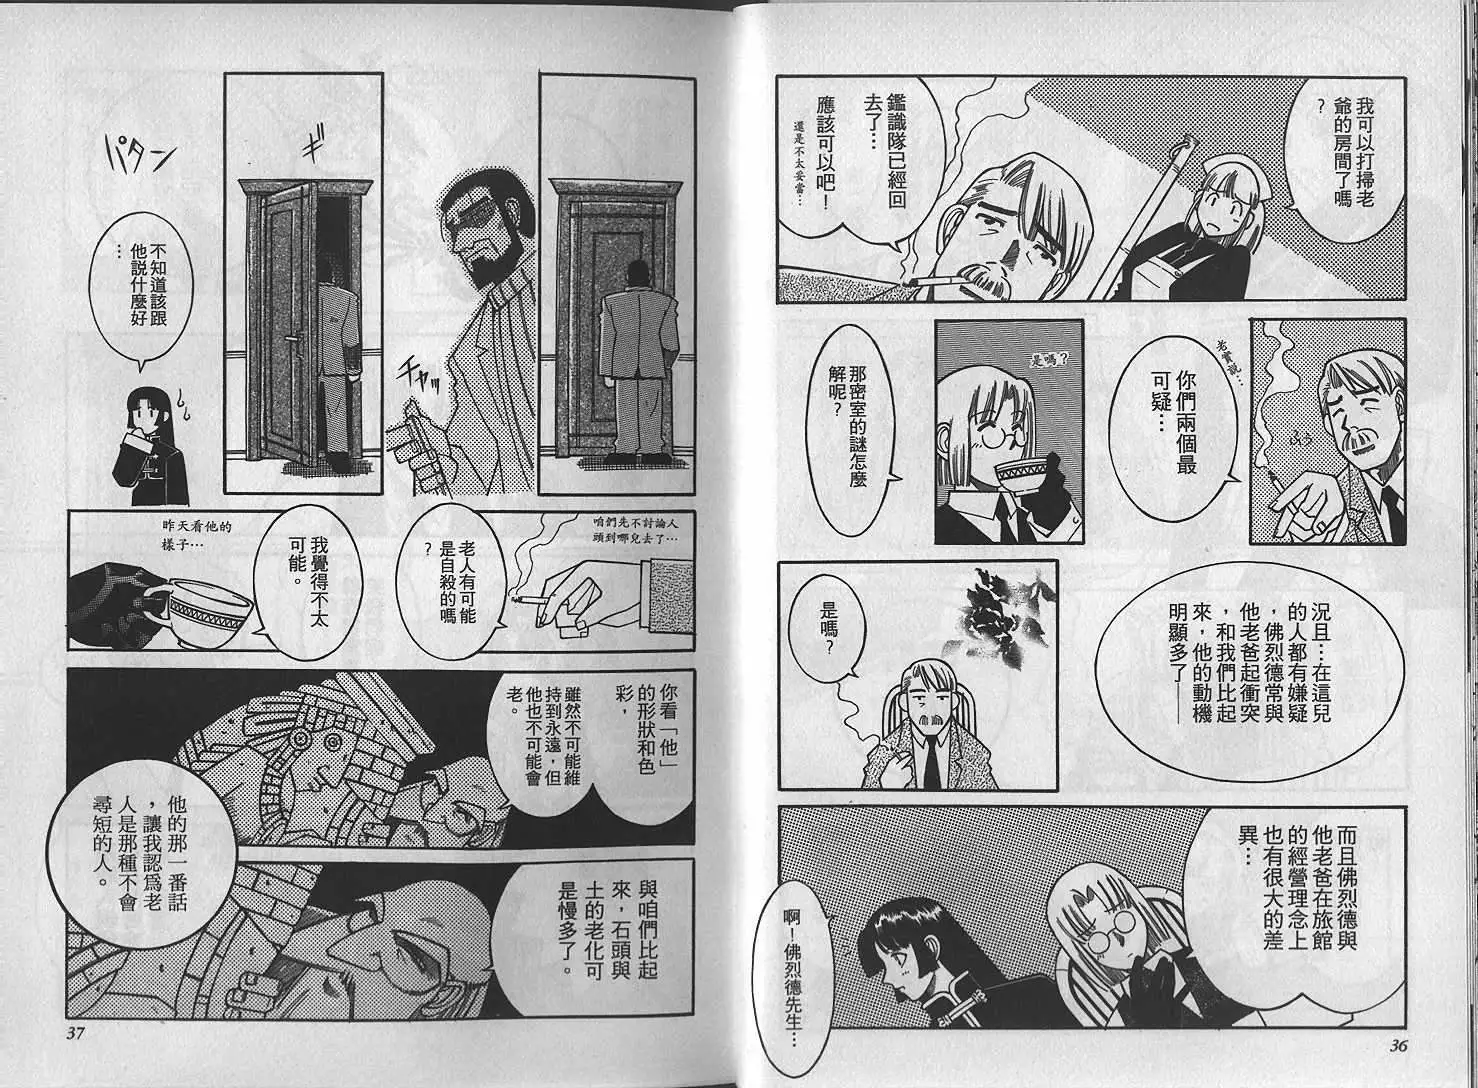 我可以打掃老
爺的房間了嗎
？
鑑識隊已經回
去了…
應該可以吧！
還是不太妥當…
老實說…
你們兩個最
可疑…
是嗎？
那密室的謎怎麼
解呢？
況且…在這兒
的人都有嫌疑
，佛烈德常與
他老爸起衝突
，和我們比起
來，他的動機
明顯多了——
是嗎？
而且佛烈德與
他老爸在旅館
的經營理念上
也有很大的差
異…
啊！佛烈德先生…
36
チャッ
ギ
パタン
不知道該跟
他說什麼好
…
咱們先不討論人
頭到哪兒去了…
老人有可能
是自殺的嗎
？
我覺得不太
可能。
昨天看他的
樣子…
你看「他」
的形狀和色
彩，
雖然不可能維
持到永遠，但
他也不可能會
老。
與咱們比起
來，石頭與
土的老化可
是慢多了。
他的那一番話
，讓我認為老
人是那種不會
尋短的人。
37